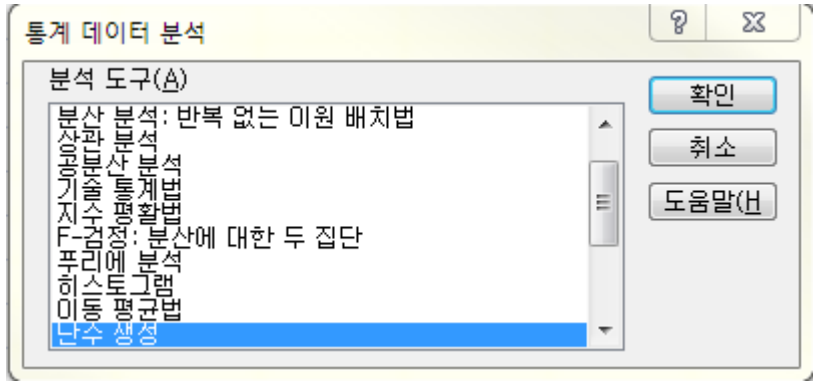 통계 데이터 분석
분석 도구(A)
분산 분석: 반복 없는 이원 배치법
상관 분석
공분산 분석
기술 통계법
지수 평활법
F-검정: 분산에 대한 두 집단
푸리에 분석
히스토그램
이동 평균법
난수 생성
확인
취소
도움말(H